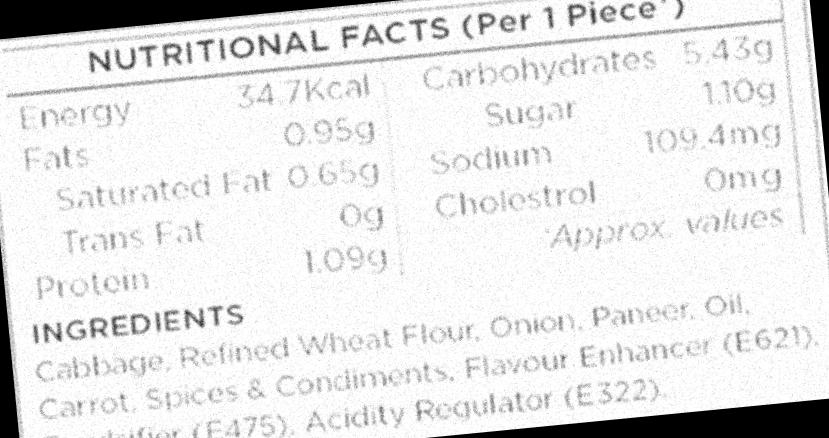 NUTRITIONAL FACTS (Per 1 Piece*)
Energy 34.7Kcal
Fats 0.95g
Saturated Fat 0.65g
Trans Fat 0g
Protein 1.09g
Carbohydrates 5.43g
Sugar 1.10g
Sodium 109.4mg
Cholestrol 0mg
*Approx. values
INGREDIENTS
Cabbage, Refined Wheat Flour, Onion, Paneer, Oil,
Carrot, Spices & Condiments, Flavour Enhancer (E621),
(E475), Acidity Regulator (E322).